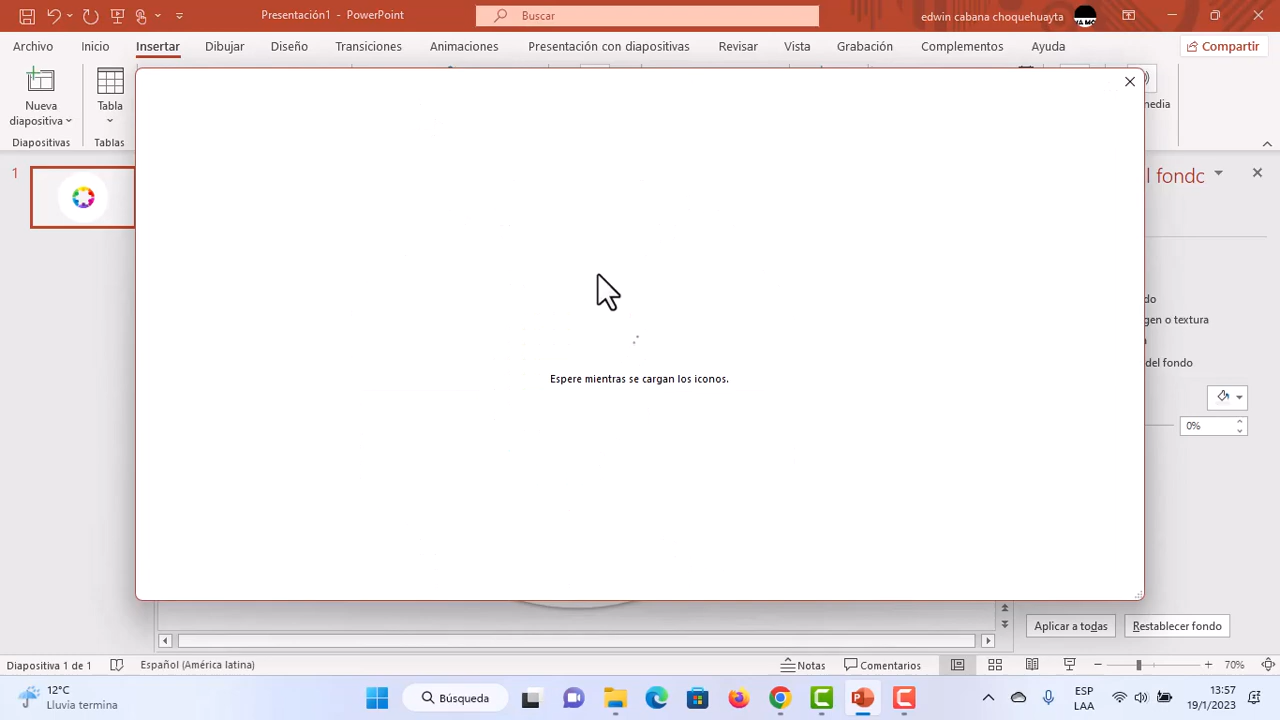 Presentación1 - PowerPoint
Buscar
edwin cabana choquehuayta
Archivo
Inicio
Insertar
Dibujar
Diseño
Transiciones
Animaciones
Presentación con diapositivas
Revisar
Vista
Grabación
Complementos
Ayuda
Compartir
Nueva
diapositiva
Diapositivas
Tabla
Tablas
media
1
l fondo
do
gen o textura
del fondo
0%
Espere mientras se cargan los iconos.
Aplicar a todas
Restablecer fondo
Diapositiva 1 de 1
Español (América latina)
Notas
Comentarios
70%
12°C
Lluvia termina
Búsqueda
ESP
LAA
13:57
19/1/2023